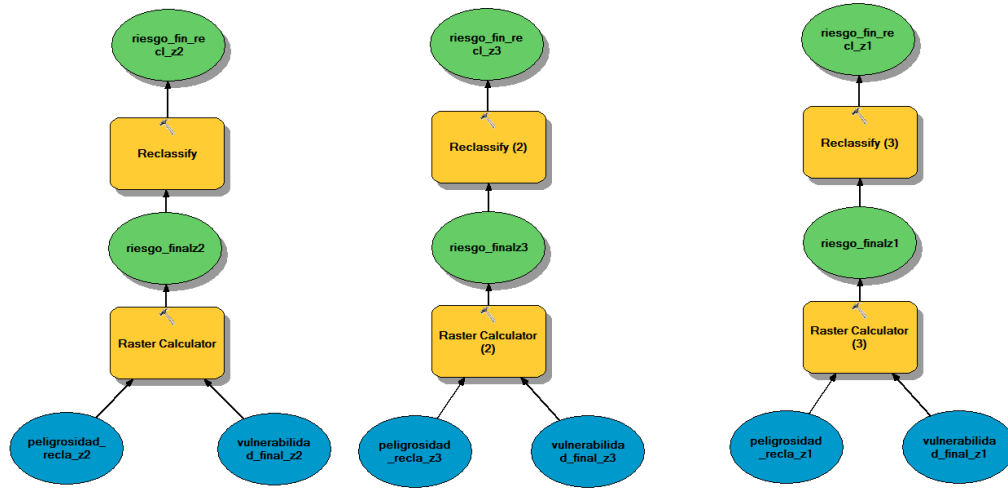 riesgo_fin_re
cl_z2
riesgo_fin_re
cl_z3
riesgo_fin_re
cl_z1
Reclassify
Reclassify (2)
Reclassify (3)
riesgo_finalz2
riesgo_finalz3
riesgo_finalz1
Raster Calculator
Raster Calculator
(2)
Raster Calculator
(3)
peligrosidad_
recla_z2
vulnerabilida
d_final_z2
peligrosidad
_recla_z3
vulnerabilida
d_final_z3
peligrosidad
_recla_z1
vulnerabilida
d_final_z1